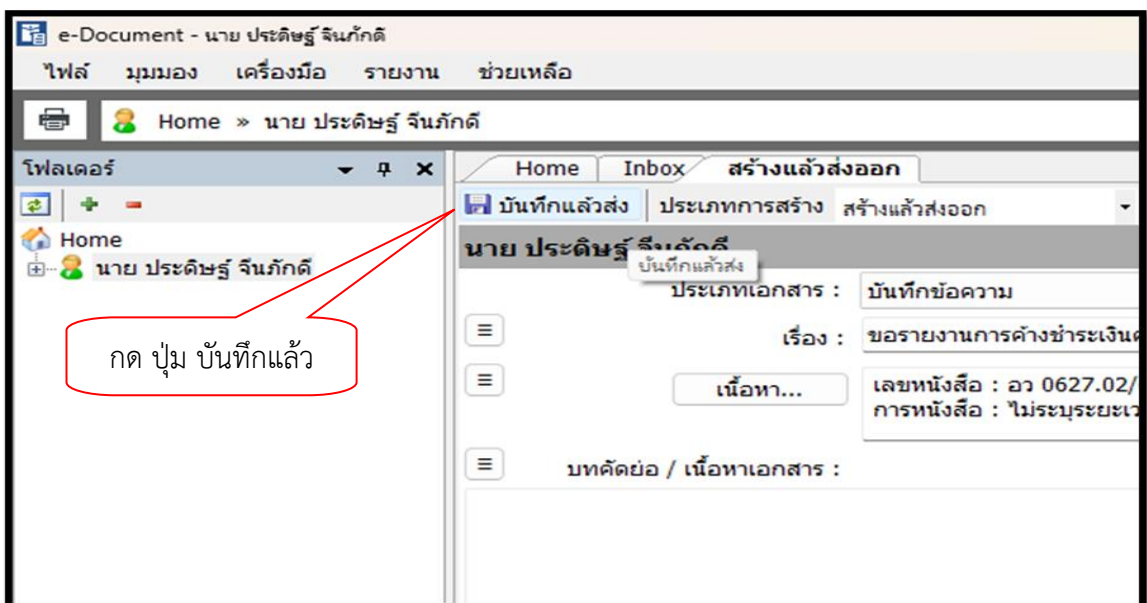 e-Document - นาย ประดิษฐ์ จีนภักดี
ไฟล์ มุมมอง เครื่องมือ รายงาน ช่วยเหลือ
Home » นาย ประดิษฐ์ จีนภักดี
โฟลเดอร์
Home Inbox สร้างแล้วส่งออก
บันทึกแล้วส่ง ประเภทการสร้าง สร้างแล้วส่งออก
Home
นาย ประดิษฐ์ จีนภักดี
นาย ประดิษฐ์ จีนภักดี
บันทึกแล้วส่ง
ประเภทเอกสาร : บันทึกข้อความ
เรื่อง : ขอรายงานการค้างชำระเงิน
กด ปุ่ม บันทึกแล้ว
เนื้อหา... เลขหนังสือ : อว 0627.02/
การหนังสือ : ไม่ระบุระยะเว
บทคัดย่อ / เนื้อหาเอกสาร :